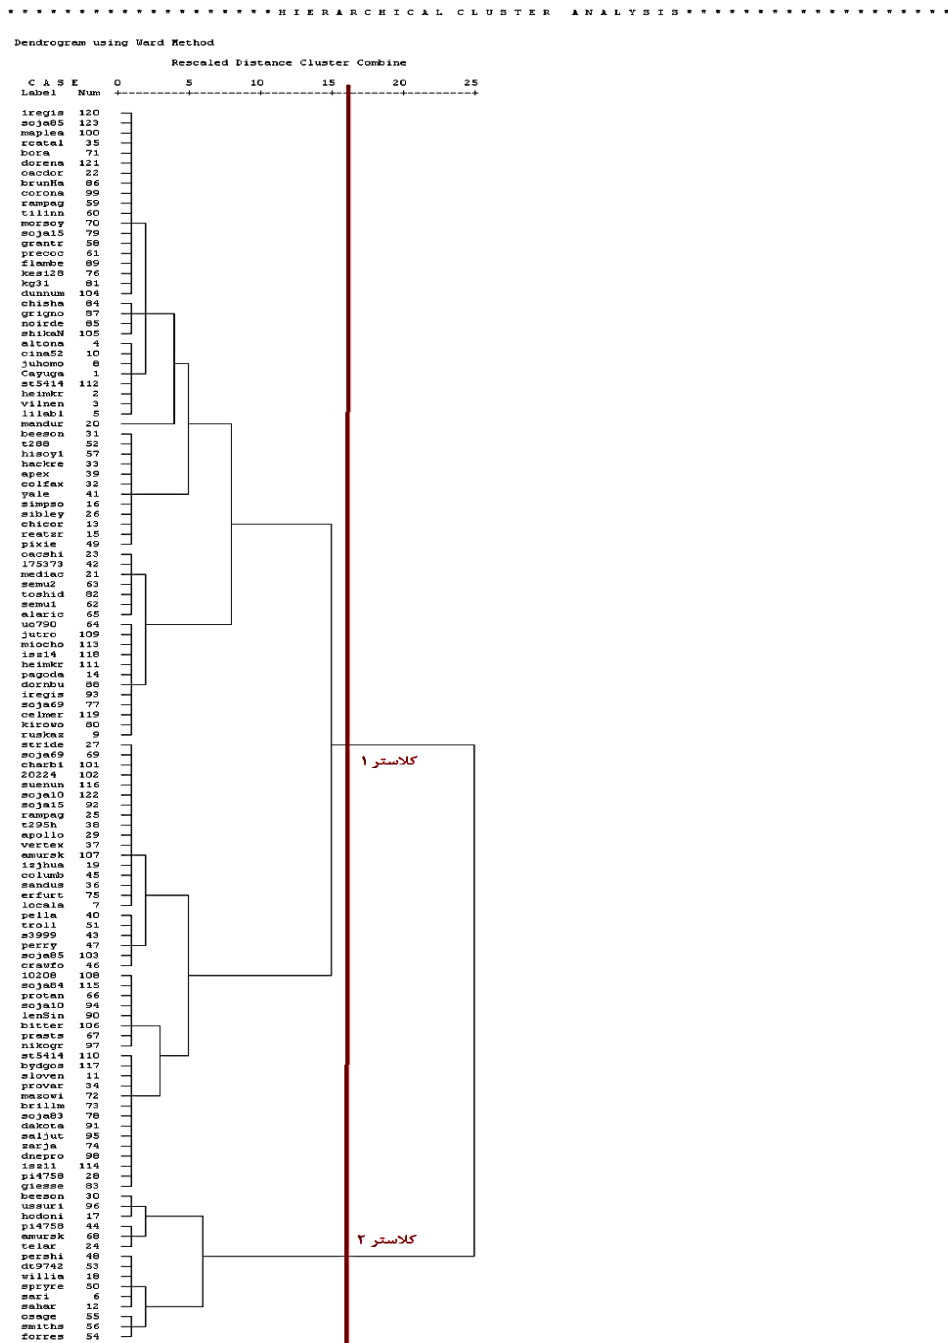 * * * * * * * * * * * * * * * * * * * H I E R A R C H I C A L  C L U S T E R  A N A L Y S I S * * * * * * * * * * * * * * * * * * *
Dendrogram using Ward Method
Rescaled Distance Cluster Combine
C A S E 0 5 10 15 20 25
Label Num +---------+---------+---------+---------+---------+
iregis 120
soja85 123
maplea 100
rcatal 35
bora 71
dorena 121
oacdor 22
brunHa 86
corona 99
rampag 59
tilinn 60
morsoy 70
soja15 79
grantr 58
precoc 61
flambe 89
kesi28 76
kg31 81
dunnum 104
chisha 84
grigno 87
noirde 85
shikaN 105
altona 4
cina52 10
juhomo 8
Cayuga 1
st5414 112
heimkr 2
vilnen 3
lilabl 5
mandur 20
beeson 31
t288 52
hisoy1 57
hackre 33
apex 39
colfax 32
yale 41
simpso 16
sibley 26
chicor 13
reatzr 15
pixie 49
oacshi 23
175373 42
mediac 21
semu2 63
toshid 82
semu1 62
alaric 65
uo790 64
jutro 109
miocho 113
isz14 118
heimkr 111
pagoda 14
dornbu 88
iregis 93
soja69 77
celmer 119
kirowo 80
ruskaz 9
stride 27
soja69 69
charbi 101
20224 102
suenun 116
soja10 122
soja15 92
rampag 25
t295h 38
apollo 29
vertex 37
amursk 107
izjhua 19
columb 45
sandus 36
erfurt 75
locala 7
pella 40
troll 51
s3999 43
perry 47
soja85 103
crawfo 46
10208 108
soja84 115
protan 66
soja10 94
lenSin 90
bitter 106
prasts 67
nikogr 97
st5414 110
bydgos 117
sloven 11
provar 34
mazowi 72
brillm 73
soja83 78
dakota 91
saljut 95
zarja 74
dnepro 98
isz11 114
pi4758 28
giesse 83
beeson 30
ussuri 96
hodoni 17
pi4758 44
amursk 68
telar 24
pershi 48
dt9742 53
willia 18
spryre 50
sari 6
sahar 12
osage 55
smiths 56
forres 54
کلاستر ۱
کلاستر ۲